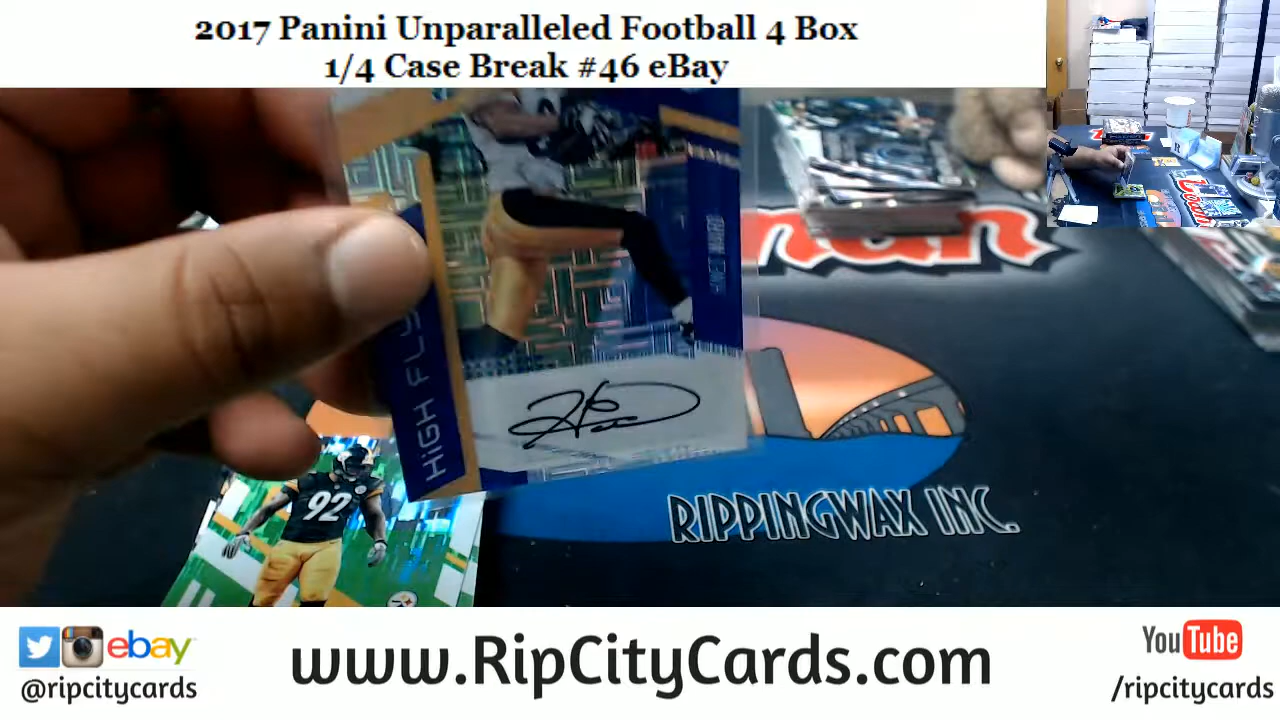 2017 Panini Unparalleled Football 4 Box
1/4 Case Break #46 eBay
HiGH FLY
92
RIPPINGWAX INC.
ebay
@ripcitycards
www.RipCityCards.com
YouTube
/ripcitycards